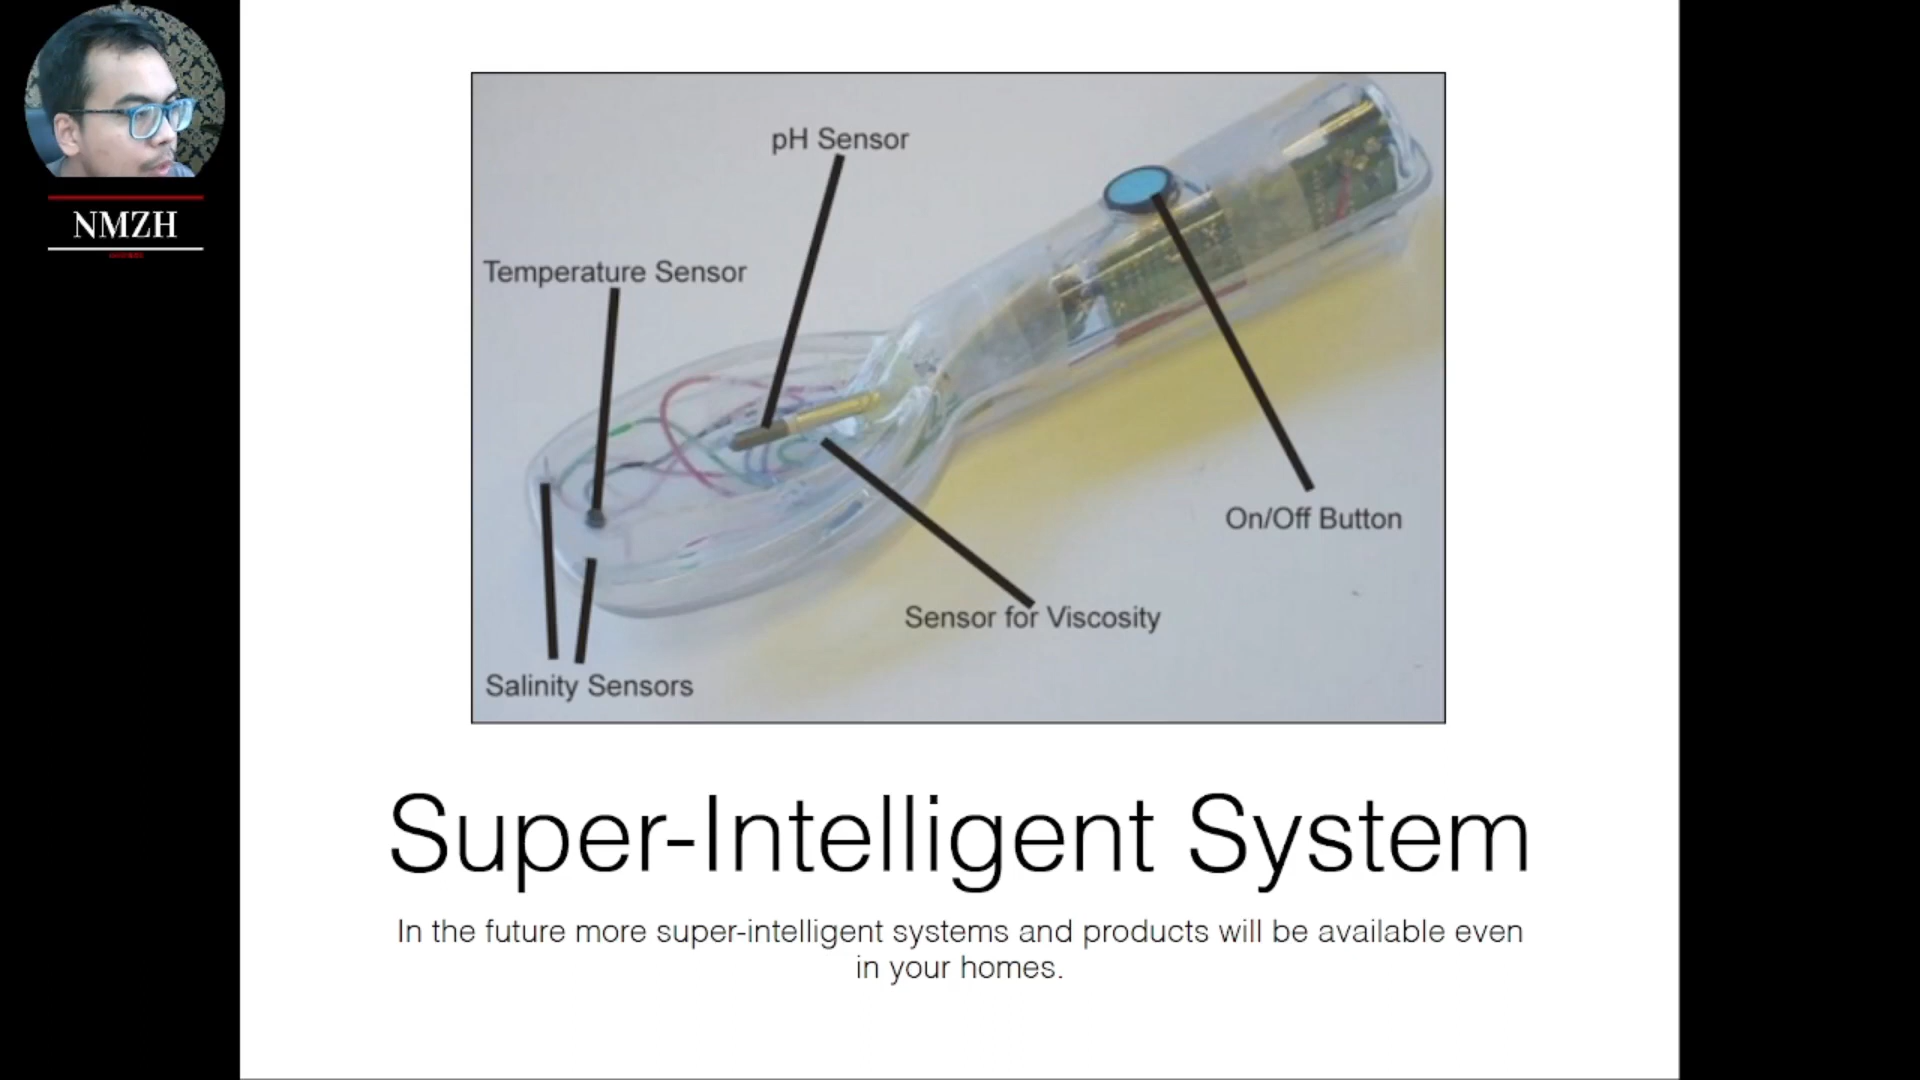 NMZH
pH Sensor
Temperature Sensor
On/Off Button
Sensor for Viscosity
Salinity Sensors
Super-Intelligent System
In the future more super-intelligent systems and products will be available even
in your homes.